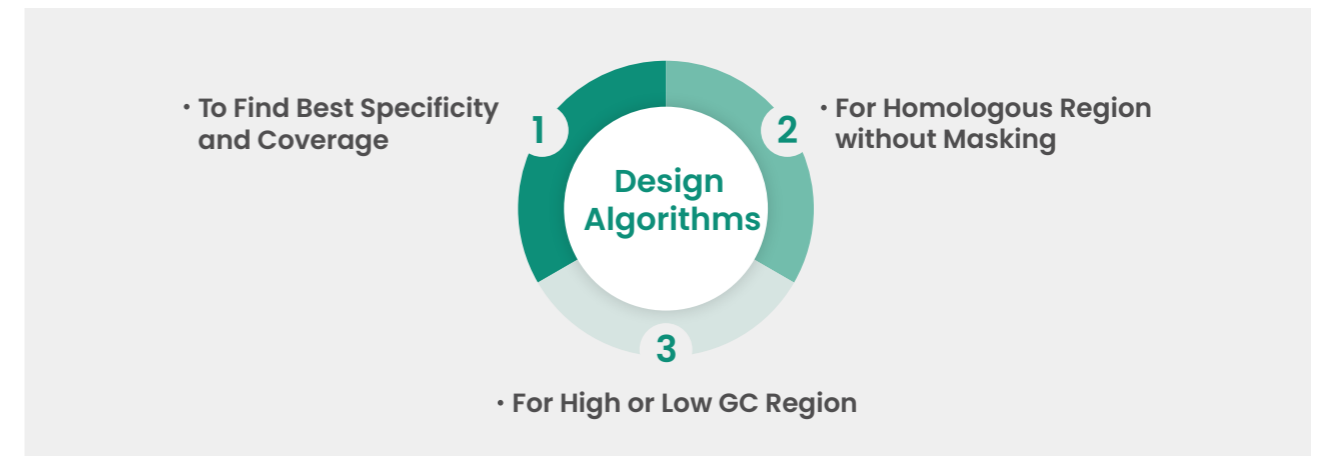 · To Find Best Specificity
and Coverage
1
Design
Algorithms
2
· For Homologous Region
without Masking
3
· For High or Low GC Region